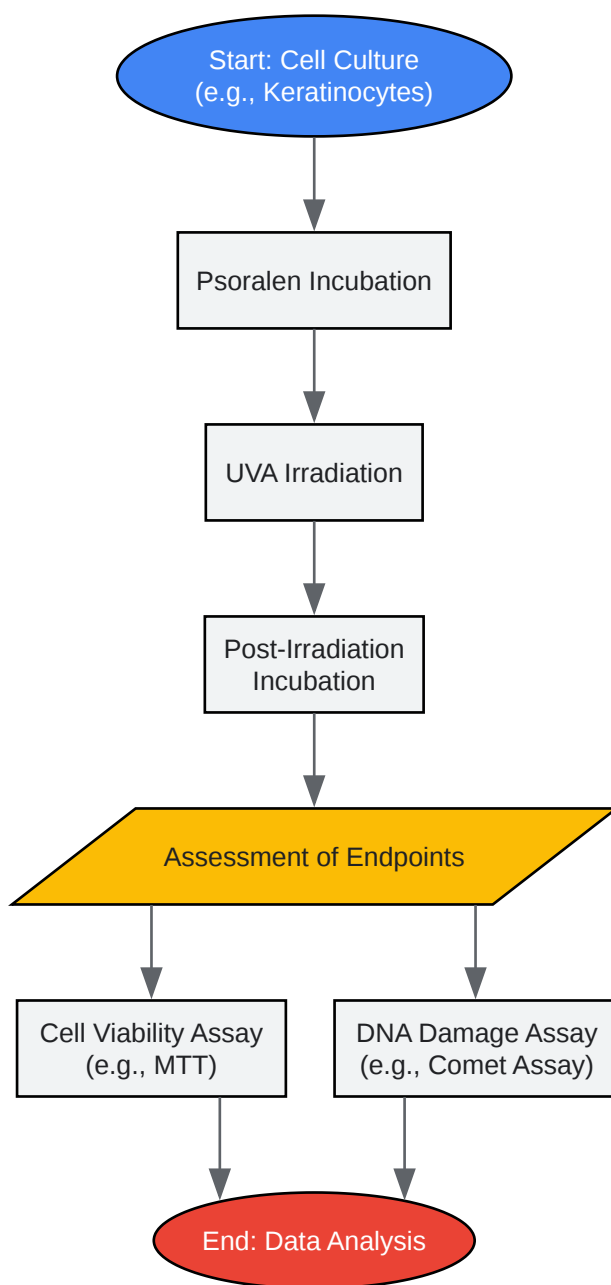 Start: Cell Culture
(e.g., Keratinocytes)
Psoralen Incubation
UVA Irradiation
Post-Irradiation
Incubation
Assessment of Endpoints
Cell Viability Assay
(e.g., MTT)
DNA Damage Assay
(e.g., Comet Assay)
End: Data Analysis